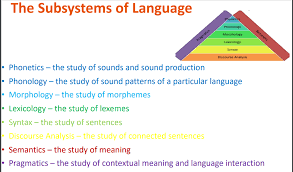 The Subsystems of Language
Phonetics
Morphology
Lexicology
Syntax
Discourse Analysis
Pragmatics
Semantics
• Phonetics – the study of sounds and sound production
• Phonology – the study of sound patterns of a particular language
• Morphology – the study of morphemes
• Lexicology – the study of lexemes
• Syntax – the study of sentences
• Discourse Analysis – the study of connected sentences
• Semantics – the study of meaning
• Pragmatics – the study of contextual meaning and language interaction